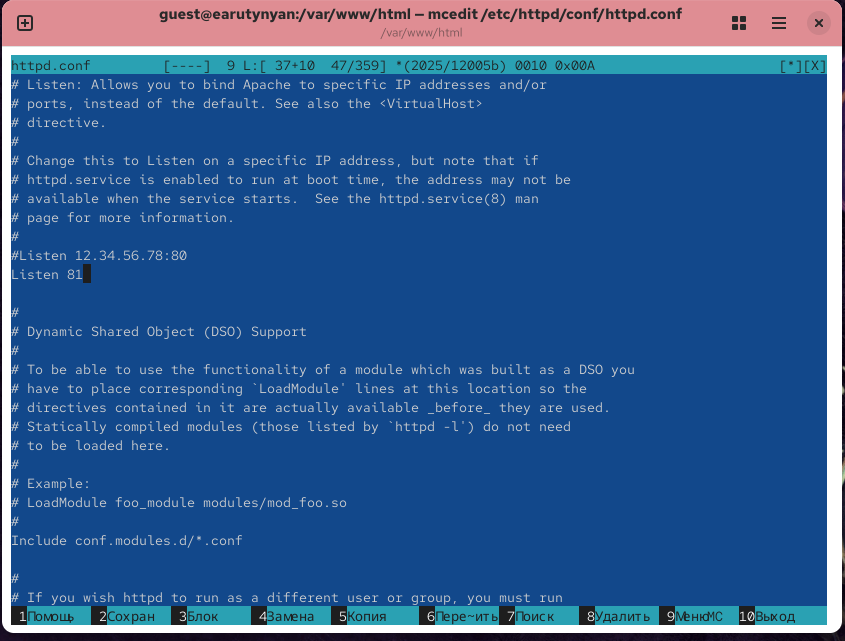 guest@earutynyan:/var/www/html — mcedit /etc/httpd/conf/httpd.conf
/var/www/html
httpd.conf         [----]  9 L:[ 37+10  47/359] *(2025/12005b) 0010 0x00A                       [*][X]
# Listen: Allows you to bind Apache to specific IP addresses and/or
# ports, instead of the default. See also the <VirtualHost>
# directive.
#
# Change this to Listen on a specific IP address, but note that if
# httpd.service is enabled to run at boot time, the address may not be
# available when the service starts.  See the httpd.service(8) man
# page for more information.
#
#Listen 12.34.56.78:80
Listen 81

#
# Dynamic Shared Object (DSO) Support
#
# To be able to use the functionality of a module which was built as a DSO you
# have to place corresponding `LoadModule' lines at this location so the
# directives contained in it are actually available _before_ they are used.
# Statically compiled modules (those listed by `httpd -l') do not need
# to be loaded here.
#
# Example:
# LoadModule foo_module modules/mod_foo.so
#
Include conf.modules.d/*.conf

#
# If you wish httpd to run as a different user or group, you must run
1Помощь 2Сохран 3Блок 4Замена 5Копия 6Пере~ить 7Поиск 8Удалить 9МенюMC 10Выход